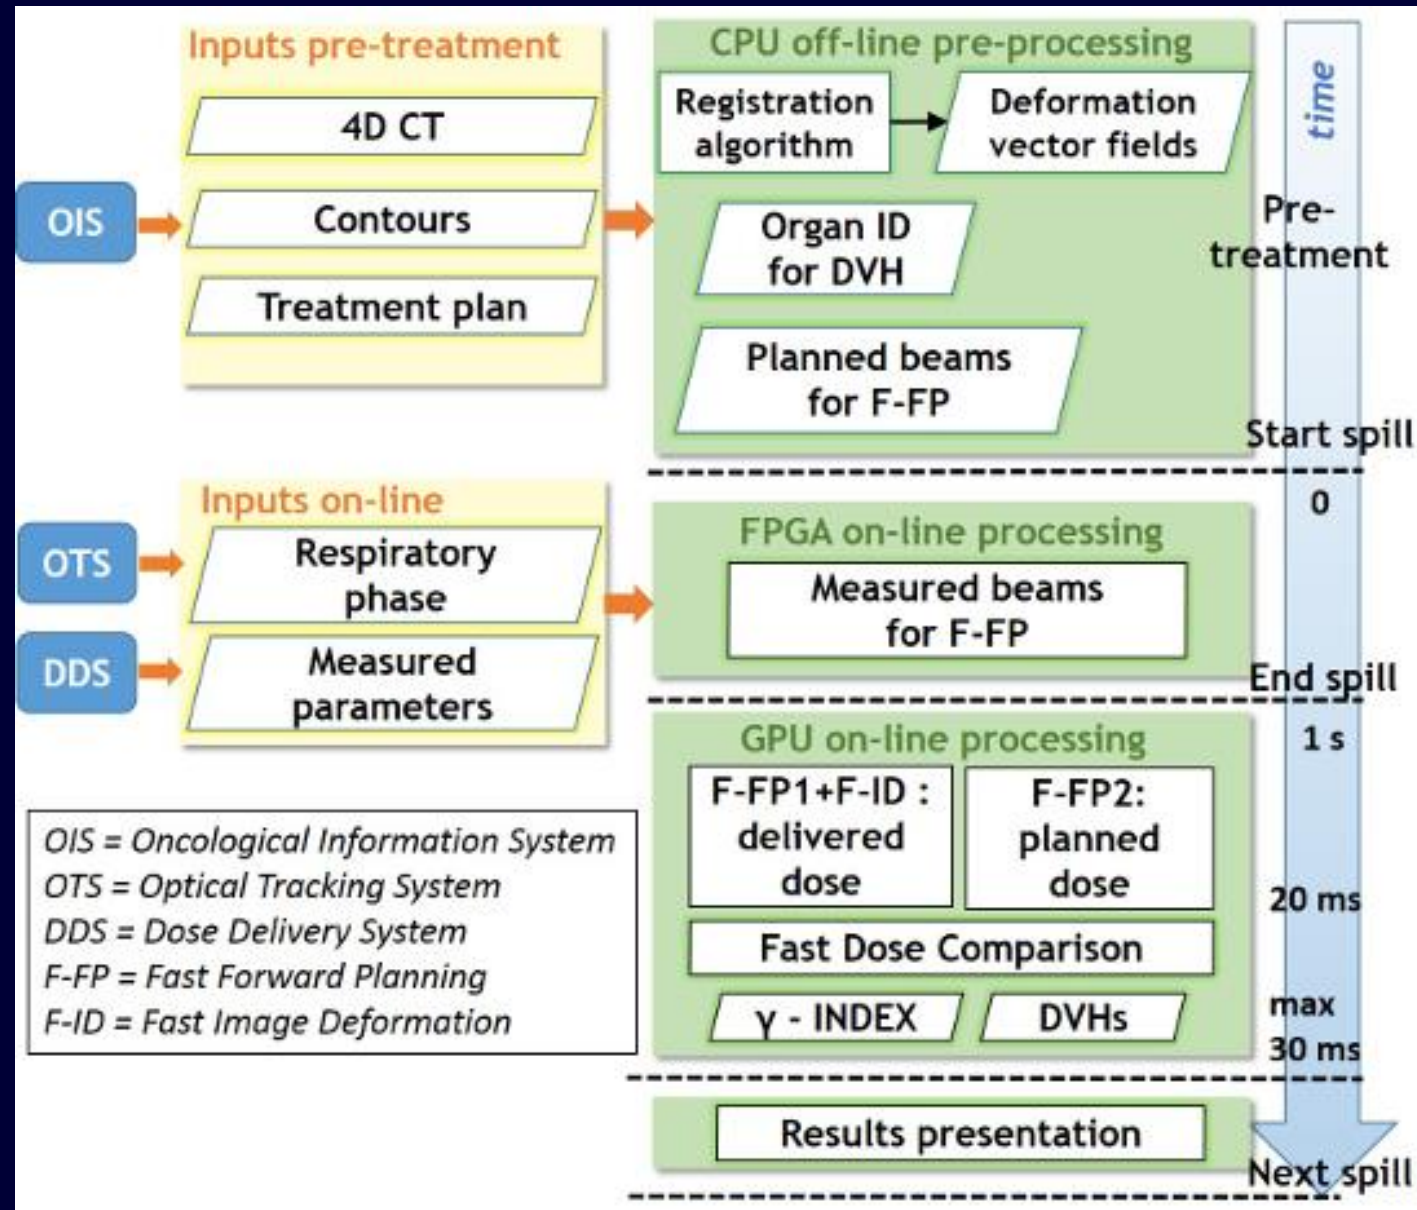 Inputs pre-treatment
4D CT
OIS
Contours
Treatment plan
CPU off-line pre-processing
Registration
algorithm
Deformation
vector fields
Organ ID
for DVH
Planned beams
for F-FP
time
Pre-
treatment
Start spill
0
Inputs on-line
OTS
Respiratory
phase
DDS
Measured
parameters
FPGA on-line processing
Measured beams
for F-FP
End spill
1 s
GPU on-line processing
F-FP1+F-ID :
delivered
dose
F-FP2:
planned
dose
20 ms
Fast Dose Comparison
γ - INDEX
DVHs
max
30 ms
OIS = Oncological Information System
OTS = Optical Tracking System
DDS = Dose Delivery System
F-FP = Fast Forward Planning
F-ID = Fast Image Deformation
Results presentation
Next spill